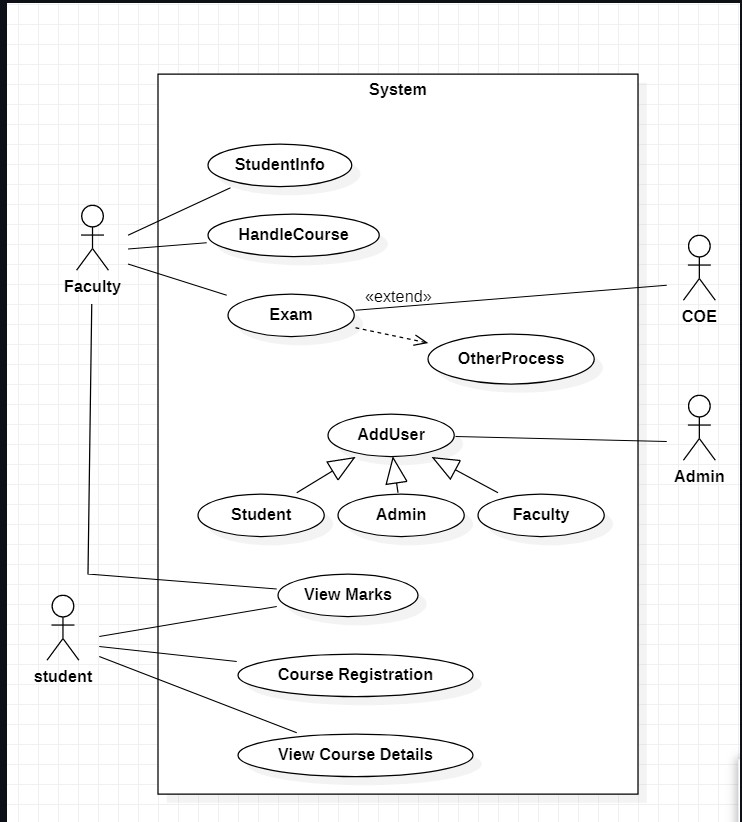 System
StudentInfo
HandleCourse
Faculty
«extend»
Exam
COE
OtherProcess
AddUser
Admin
Student
Admin
Faculty
View Marks
student
Course Registration
View Course Details